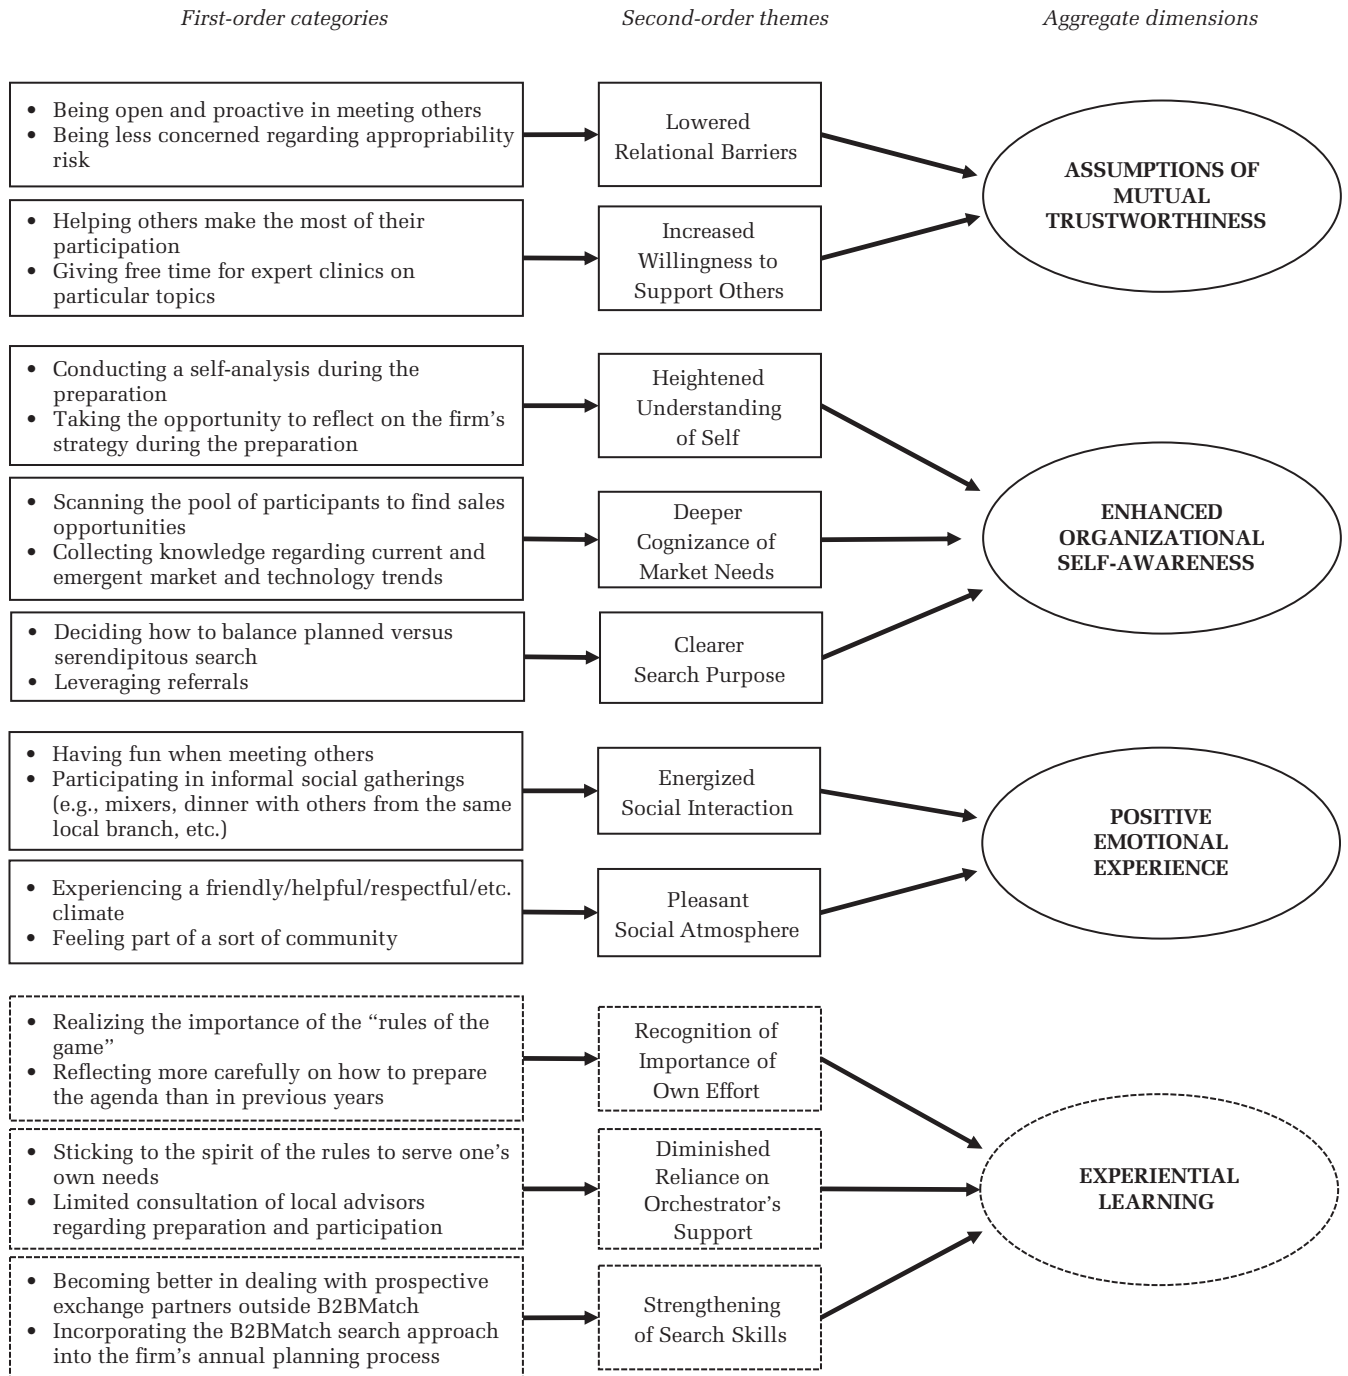 First-order categories
Second-order themes
Aggregate dimensions
• Being open and proactive in meeting others
• Being less concerned regarding appropriability
risk
Lowered
Relational Barriers
• Helping others make the most of their
participation
• Giving free time for expert clinics on
particular topics
Increased
Willingness to
Support Others
ASSUMPTIONS OF
MUTUAL
TRUSTWORTHINESS
• Conducting a self-analysis during the
preparation
• Taking the opportunity to reflect on the firm’s
strategy during the preparation
Heightened
Understanding
of Self
• Scanning the pool of participants to find sales
opportunities
• Collecting knowledge regarding current and
emergent market and technology trends
Deeper
Cognizance of
Market Needs
• Deciding how to balance planned versus
serendipitous search
• Leveraging referrals
Clearer
Search Purpose
ENHANCED
ORGANIZATIONAL
SELF-AWARENESS
• Having fun when meeting others
• Participating in informal social gatherings
(e.g., mixers, dinner with others from the same
local branch, etc.)
Energized
Social Interaction
• Experiencing a friendly/helpful/respectful/etc.
climate
• Feeling part of a sort of community
Pleasant
Social Atmosphere
POSITIVE
EMOTIONAL
EXPERIENCE
• Realizing the importance of the “rules of the
game”
• Reflecting more carefully on how to prepare
the agenda than in previous years
Recognition of
Importance of
Own Effort
• Sticking to the spirit of the rules to serve one’s
own needs
• Limited consultation of local advisors
regarding preparation and participation
Diminished
Reliance on
Orchestrator’s
Support
• Becoming better in dealing with prospective
exchange partners outside B2BMatch
• Incorporating the B2BMatch search approach
into the firm’s annual planning process
Strengthening
of Search Skills
EXPERIENTIAL
LEARNING